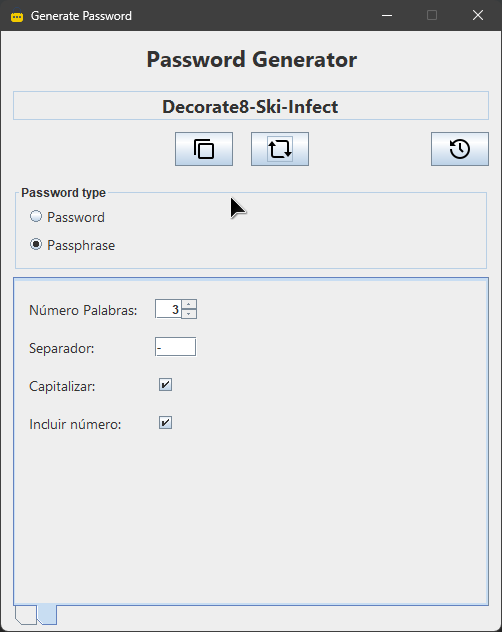 Generate Password
Password Generator
Decorate8-Ski-Infect
Password type
Password
Passphrase
Número Palabras: 3
Separador: -
Capitalizar:
Incluir número: